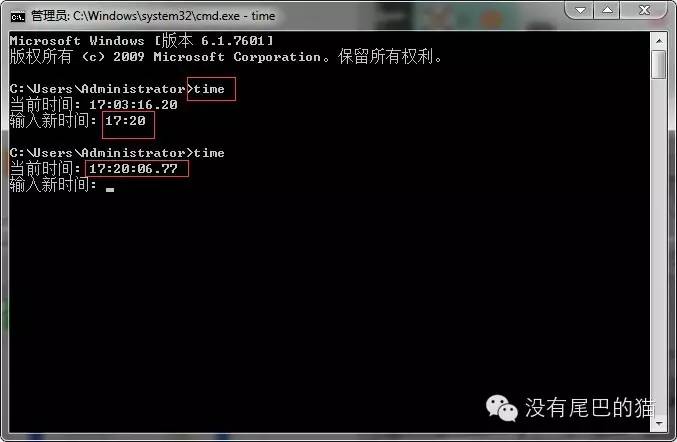 管理员: C:\Windows\system32\cmd.exe - time
Microsoft Windows [版本 6.1.7601]
版权所有 (c) 2009 Microsoft Corporation。保留所有权利。
C:\Users\Administrator>time
当前时间: 17:03:16.20
输入新时间: 17:20
C:\Users\Administrator>time
当前时间: 17:20:06.77
输入新时间:
没有尾巴的猫